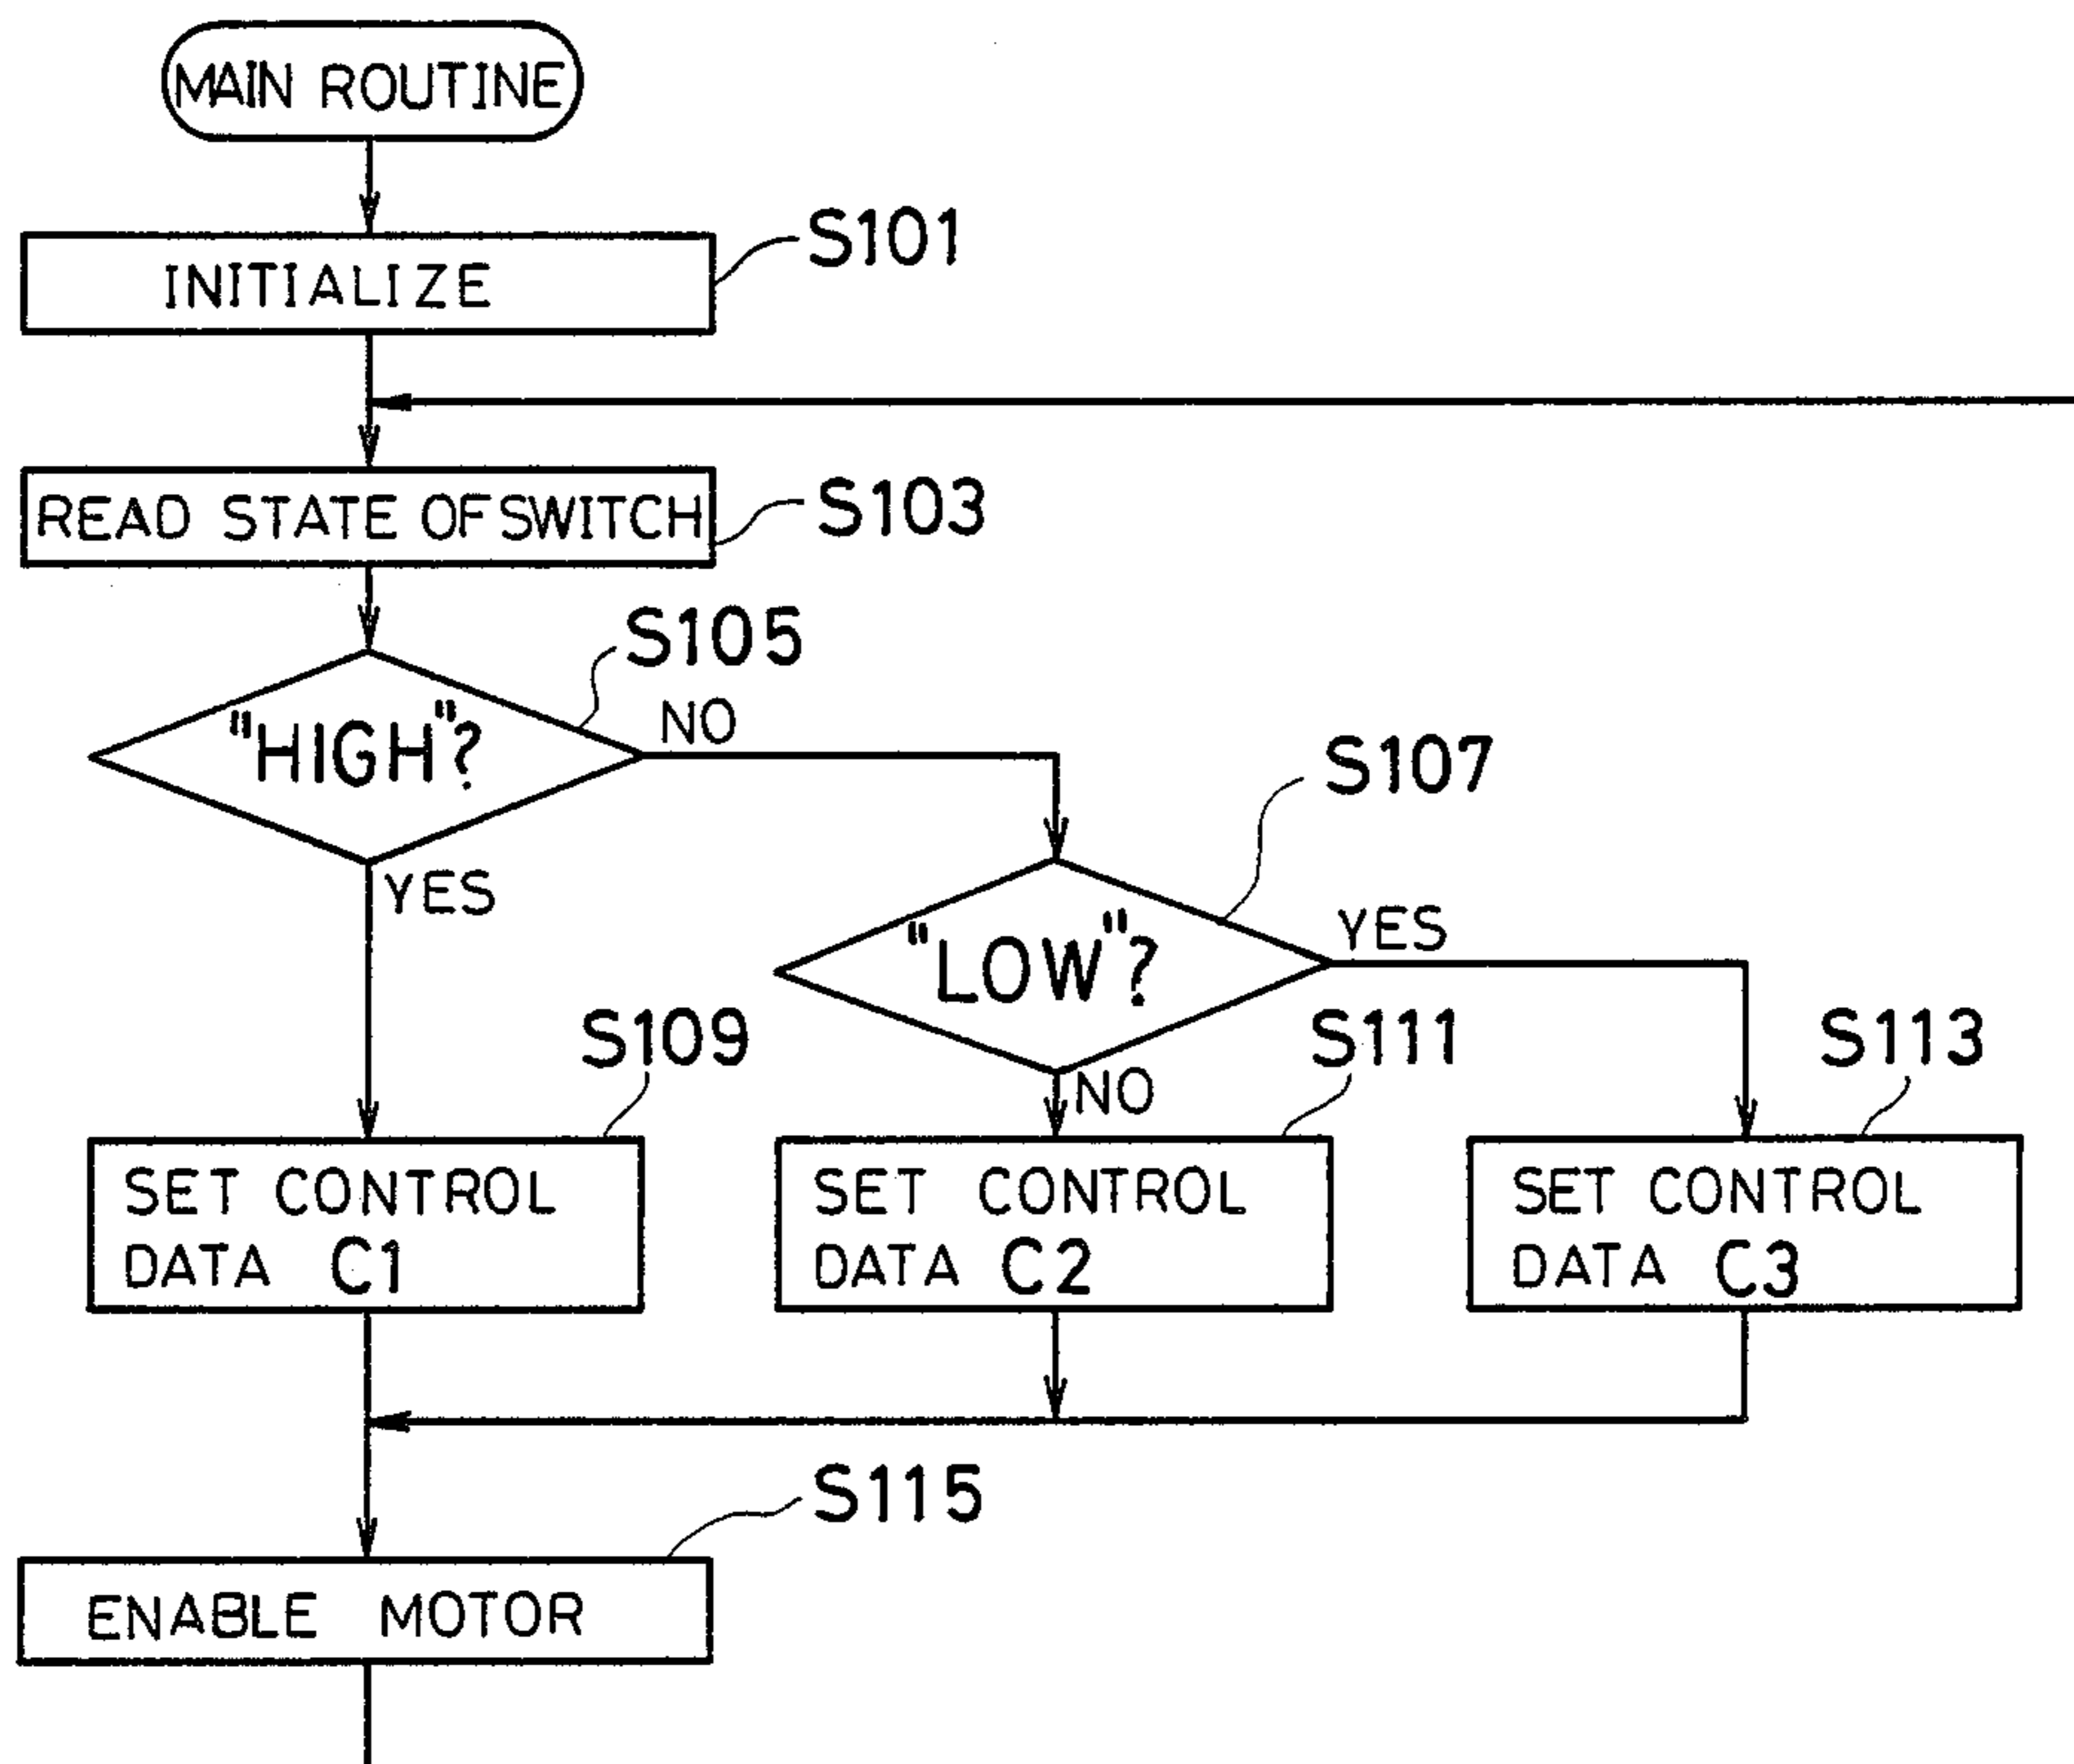 MAIN ROUTINE
S101
INITIALIZE
S103
READ STATE OF SWITCH
S105
"HIGH"?
NO
YES
S107
"LOW"?
YES
NO
S109
S111
S113
SET CONTROL
DATA C1
SET CONTROL
DATA C2
SET CONTROL
DATA C3
S115
ENABLE MOTOR